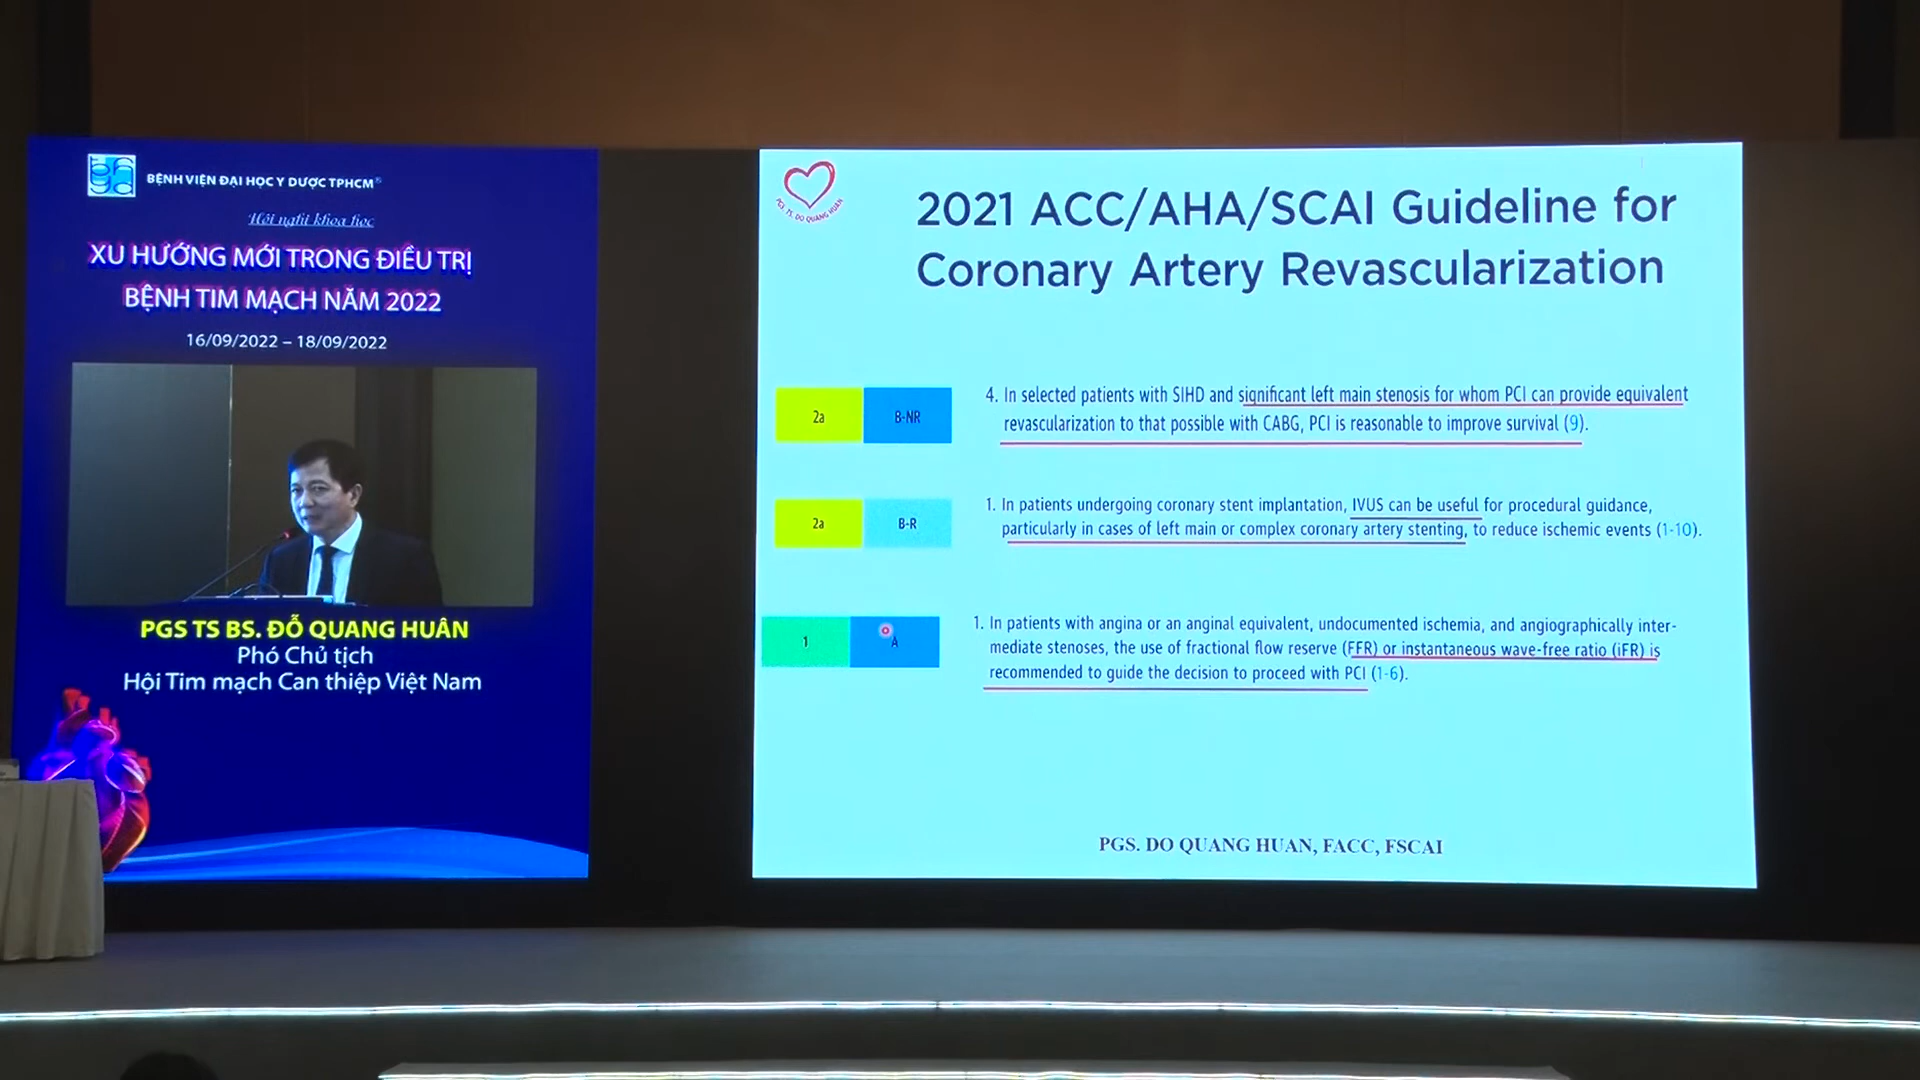 BỆNH VIỆN ĐẠI HỌC Y DƯỢC TPHCM®
Hội nghị khoa học
XU HƯỚNG MỚI TRONG ĐIỀU TRỊ
BỆNH TIM MẠCH NĂM 2022
16/09/2022 – 18/09/2022
PGS TS BS. ĐỖ QUANG HUÂN
Phó Chủ tịch
Hội Tim mạch Can thiệp Việt Nam
PGS. TS. DO QUANG HUAN
2021 ACC/AHA/SCAI Guideline for
Coronary Artery Revascularization
2a B-NR
4. In selected patients with SIHD and significant left main stenosis for whom PCI can provide equivalent
revascularization to that possible with CABG, PCI is reasonable to improve survival (9).
2a B-R
1. In patients undergoing coronary stent implantation, IVUS can be useful for procedural guidance,
particularly in cases of left main or complex coronary artery stenting, to reduce ischemic events (1-10).
1 A
1. In patients with angina or an anginal equivalent, undocumented ischemia, and angiographically inter-
mediate stenoses, the use of fractional flow reserve (FFR) or instantaneous wave-free ratio (iFR) is
recommended to guide the decision to proceed with PCI (1-6).
PGS. DO QUANG HUAN, FACC, FSCAI